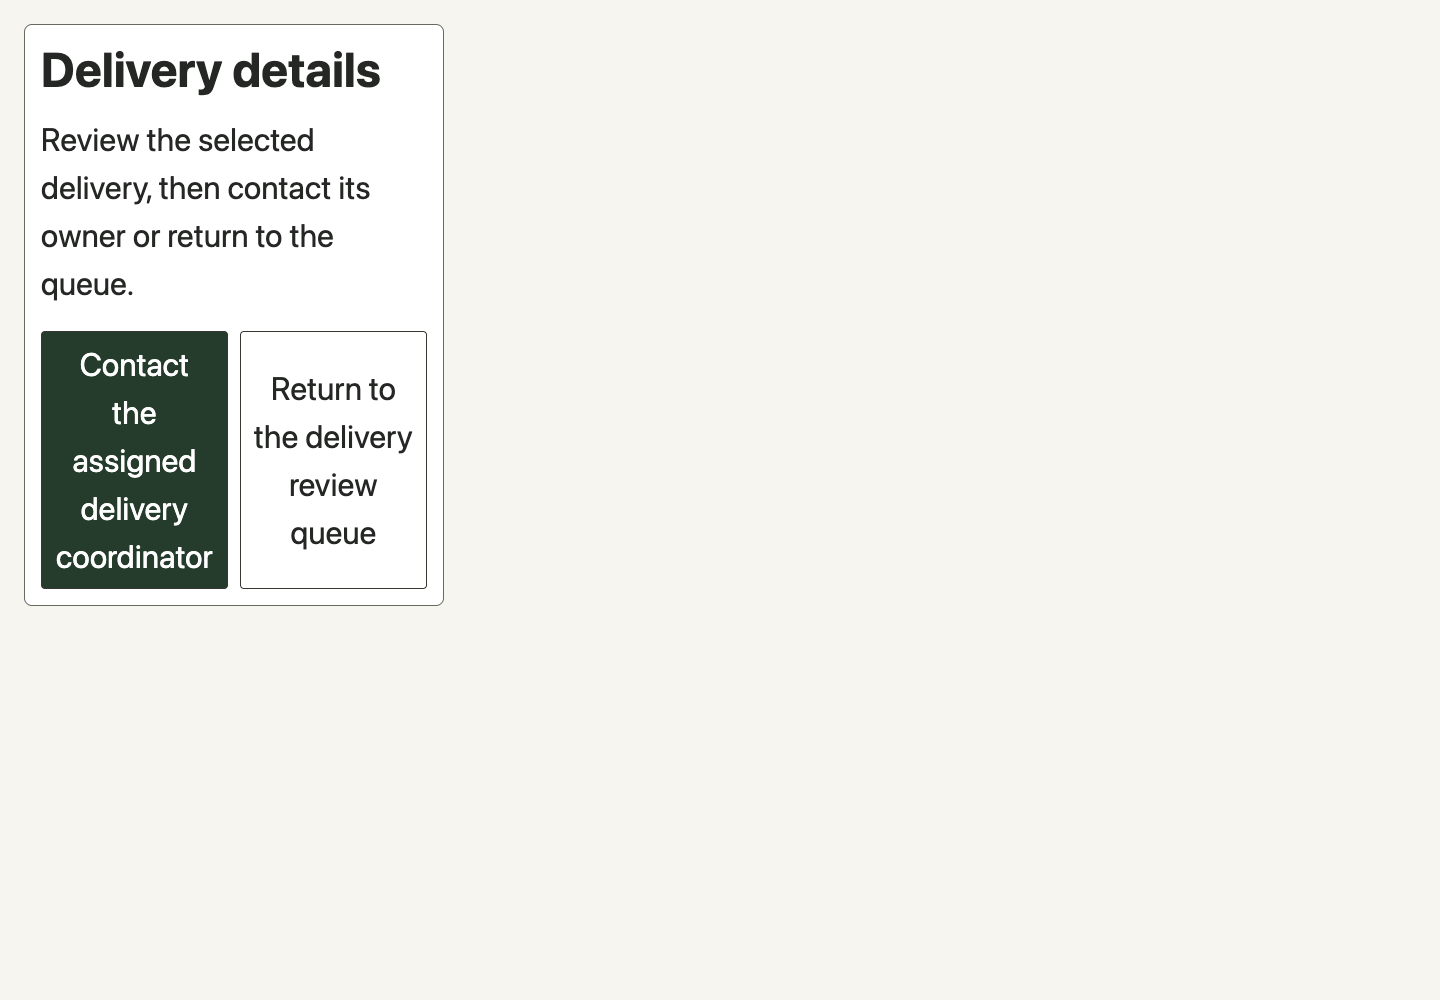 Delivery details
Review the selected
delivery, then contact its
owner or return to the
queue.
Contact
the
assigned
delivery
coordinator
Return to
the delivery
review
queue